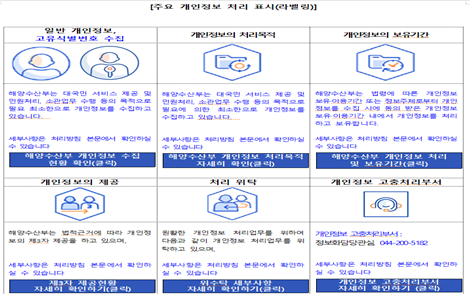 [주요 개인정보 처리 표시(라벨링)]
일반 개인정보,
고유식별번호 수집
해양수산부는 대국민 서비스 제공 및
민원처리, 소관업무 수행 등의 목적으로
필요 최소한으로 개인정보를 수집하고
있습니다.
세부사항은 처리방침 본문에서 확인하실
수 있습니다
해양수산부 개인정보 수집
현황 확인(클릭)
개인정보의 처리목적
해양수산부는 대국민 서비스 제공 및
민원처리, 소관업무 수행 등의 목적으로
필요에 의한 최소한으로 개인정보를 수
집하고 있습니다.
세부사항은 처리방침 본문에서 확인하
실 수 있습니다
해양수산부 개인정보 처리목적
자세히 확인(클릭)
개인정보의 보유기간
해양수산부는 법령에 따른 개인정보
보유·이용기간 또는 정보주체로부터 개인
정보를 수집 시에 동의 받은 개인정보
보유·이용기간 내에서 개인정보를 처리
하고 보유합니다.
세부사항은 처리방침 본문에서 확인하
실 수 있습니다
해양수산부 개인정보 처리
및 보유기간(클릭)
개인정보의 제공
해양수산부는 법적근거에 따라 개인정
보의 제3자 제공을 하고 있으며,
세부사항은 처리방침 본문에서 확인하
실 수 있습니다
제3자 제공현황
자세히 확인하기(클릭)
처리 위탁
원활한 개인정보 처리업무를 위하여
다음과 같이 개인정보 처리업무를 위
탁하고 있으며,
세부사항은 처리방침 본문에서 확인하
실 수 있습니다
위수탁 세부사항
자세히 확인하기(클릭)
개인정보 고충처리부서
개인정보 고충처리부서 :
정보화담당관실 044-200-5182
세부사항은 처리방침 본문에서 확인하
실 수 있습니다
개인정보 고충처리부서
자세히 확인하기 (클릭)